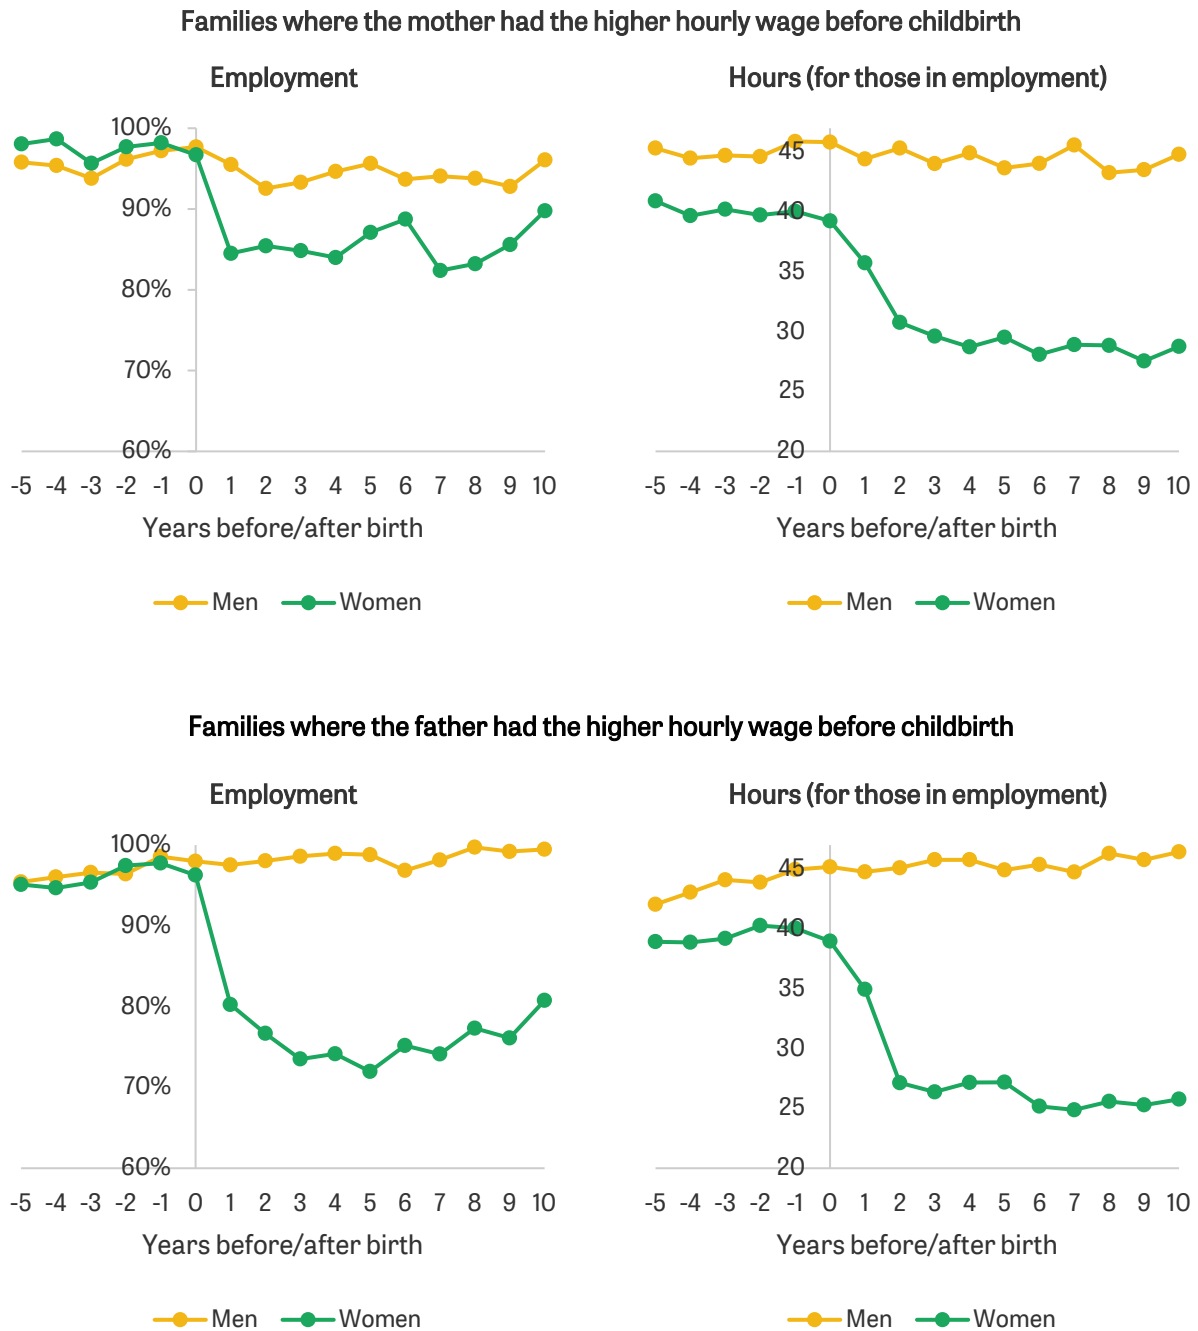 Families where the mother had the higher hourly wage before childbirth
Employment
100%
90%
80%
70%
60%
-5 -4 -3 -2 -1 0 1 2 3 4 5 6 7 8 9 10
Years before/after birth
Men Women
Hours (for those in employment)
45
40
35
30
25
20
-5 -4 -3 -2 -1 0 1 2 3 4 5 6 7 8 9 10
Years before/after birth
Men Women
Families where the father had the higher hourly wage before childbirth
Employment
100%
90%
80%
70%
60%
-5 -4 -3 -2 -1 0 1 2 3 4 5 6 7 8 9 10
Years before/after birth
Men Women
Hours (for those in employment)
45
40
35
30
25
20
-5 -4 -3 -2 -1 0 1 2 3 4 5 6 7 8 9 10
Years before/after birth
Men Women